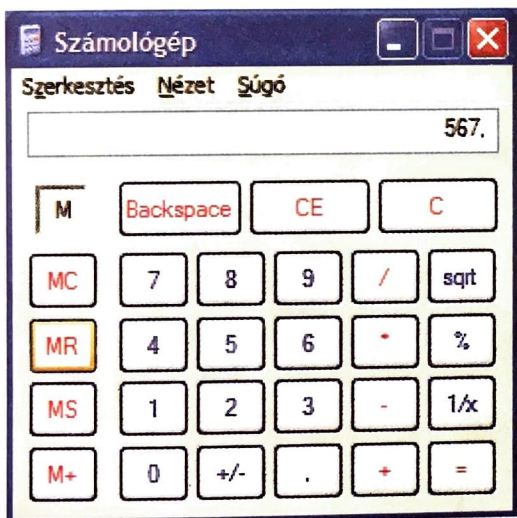 Számológép
Szerkesztés Nézet Súgó
567,
M Backspace CE C
MC 7 8 9 / sqrt
MR 4 5 6 * %
MS 1 2 3 - 1/x
M+ 0 +/- . + =